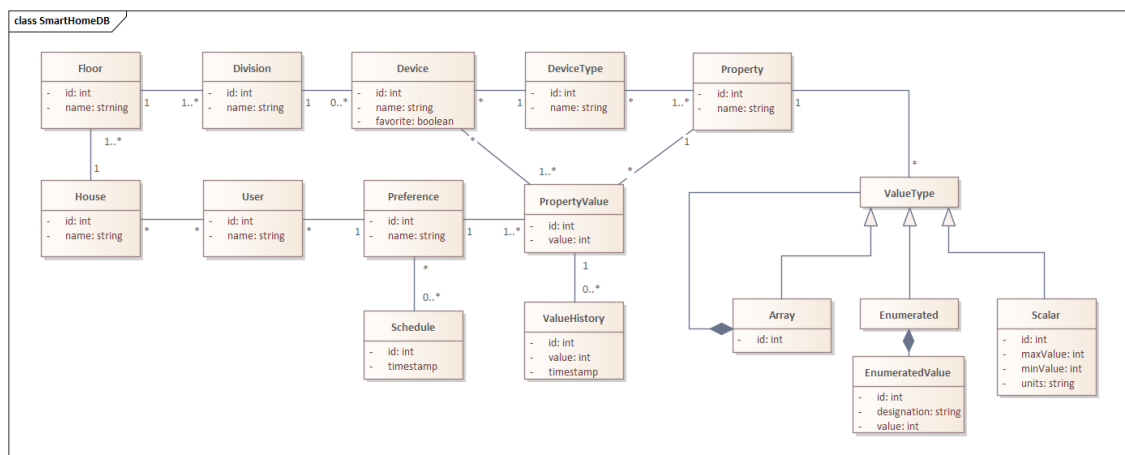 class SmartHomeDB
Floor
- id: int
- name: strning
Division
- id: int
- name: string
Device
- id: int
- name: string
- favorite: boolean
DeviceType
- id: int
- name: string
Property
- id: int
- name: string
1
1..*
1
0..*
*
1
*
1..*
1
1..*
1
*
1..*
1
*
*
House
- id: int
- name: string
User
- id: int
- name: string
Preference
- id: int
- name: string
PropertyValue
- id: int
- value: int
ValueType
*
*
*
1
1
1..*
*
0..*
1
0..*
Schedule
- id: int
- timestamp
ValueHistory
- id: int
- value: int
- timestamp
Array
- id: int
Enumerated
Scalar
- id: int
- maxValue: int
- minValue: int
- units: string
EnumeratedValue
- id: int
- designation: string
- value: int